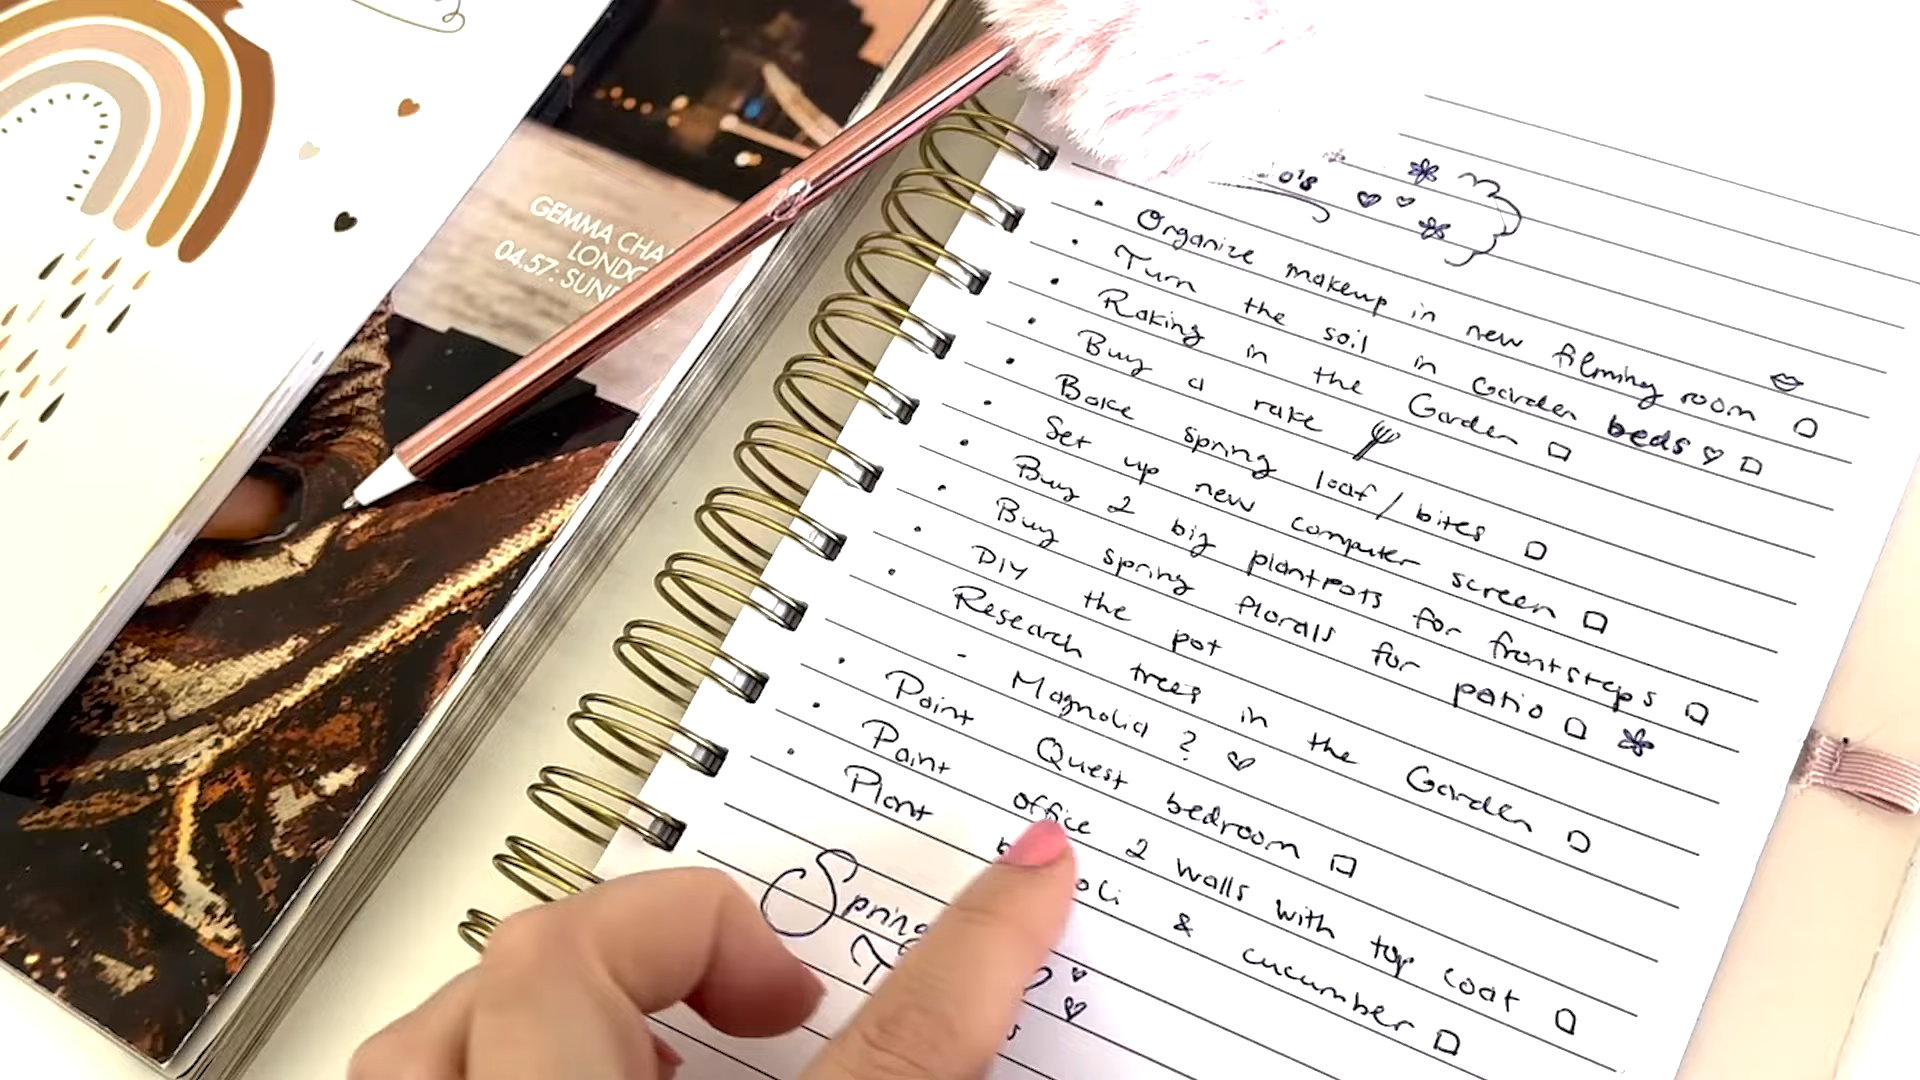 GEMMA CHA
LONDO
04.57: SUN
o's
• Organize makeup in new filming room
• Turn the soil in Garden beds
• Raking in the Garden
• Buy a rake
• Bake spring loaf / bites
• Set up new computer screen
• Buy 2 big plantpots for frontsteps
• Buy spring florals for patio
• DIY the pot
• Research trees in the Garden
- Magnolia ?
• Paint Guest bedroom
• Paint office 2 walls with top coat
• Plant & cucumber
Spring